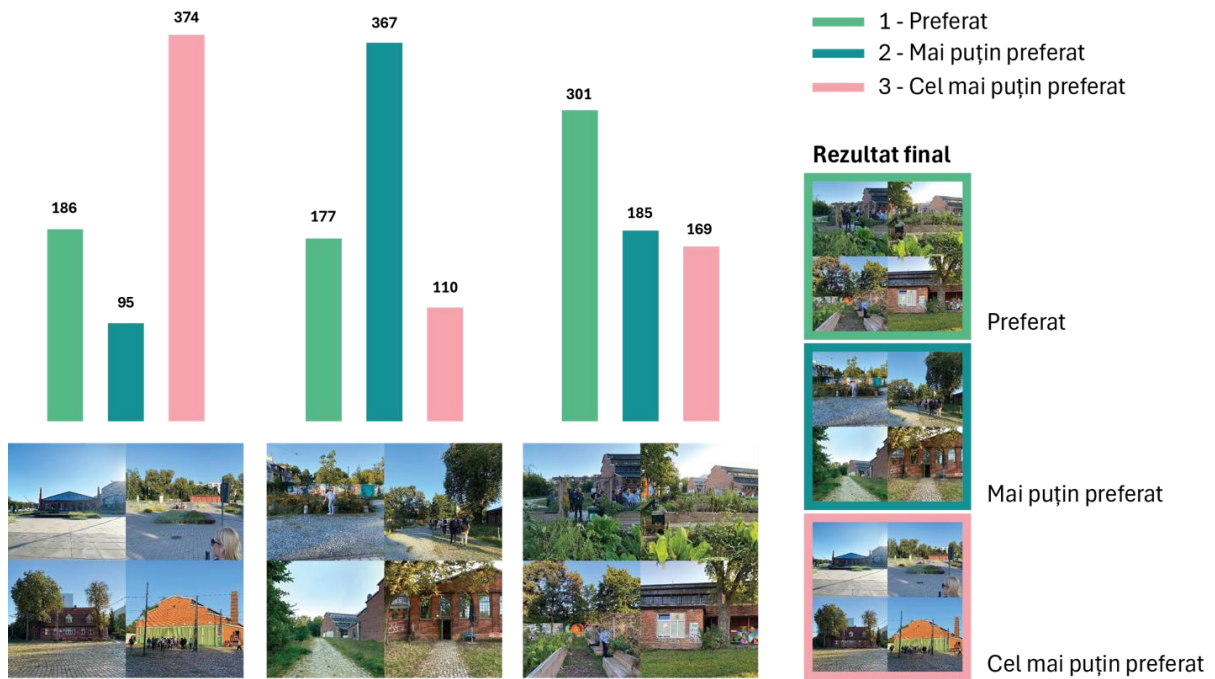 374
367
301
186
177
185
169
110
95
1 - Preferat
2 - Mai puțin preferat
3 - Cel mai puțin preferat
Rezultat final
Preferat
Mai puțin preferat
Cel mai puțin preferat